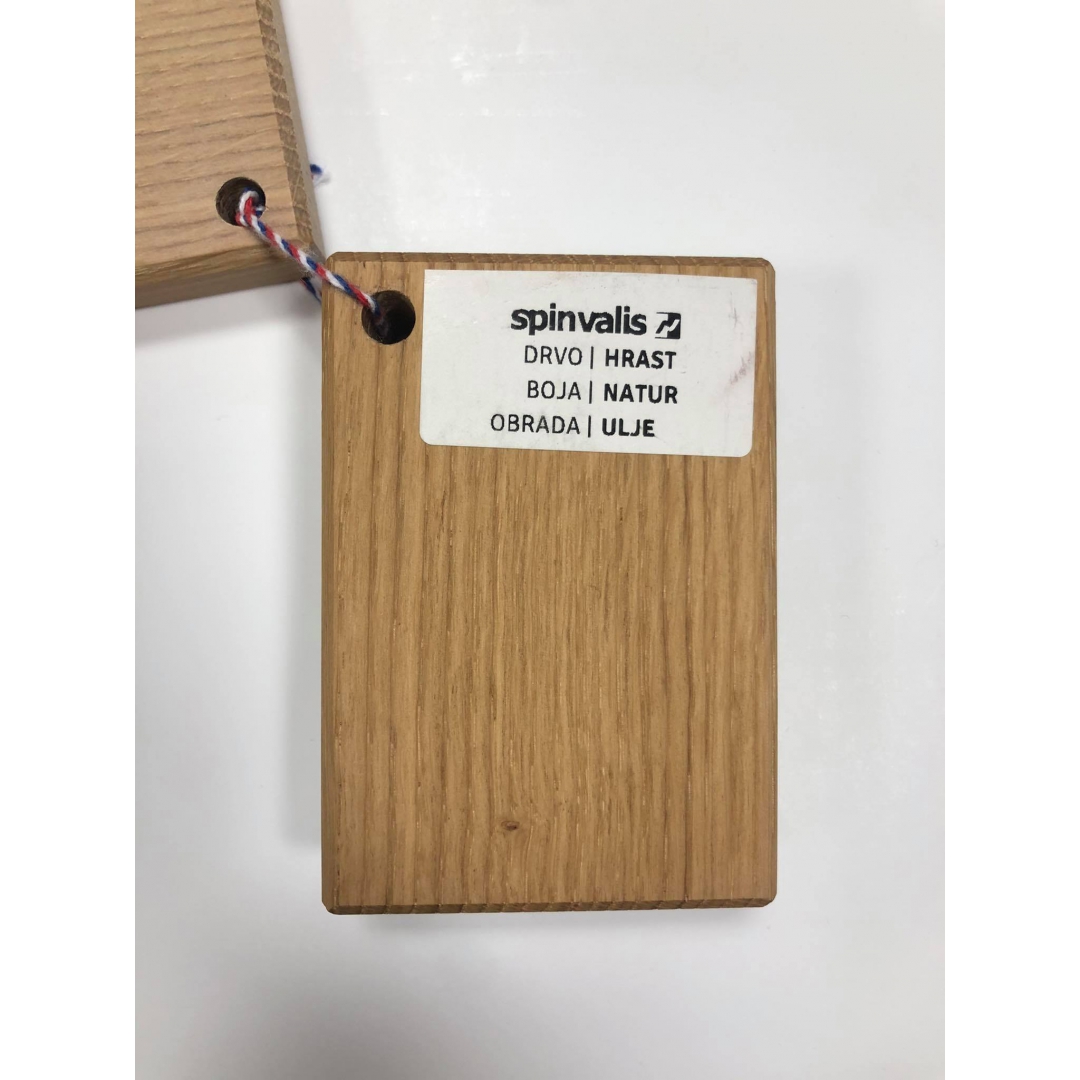 spinvalis
DRVO | HRAST
BOJA | NATUR
OBRADA | ULJE